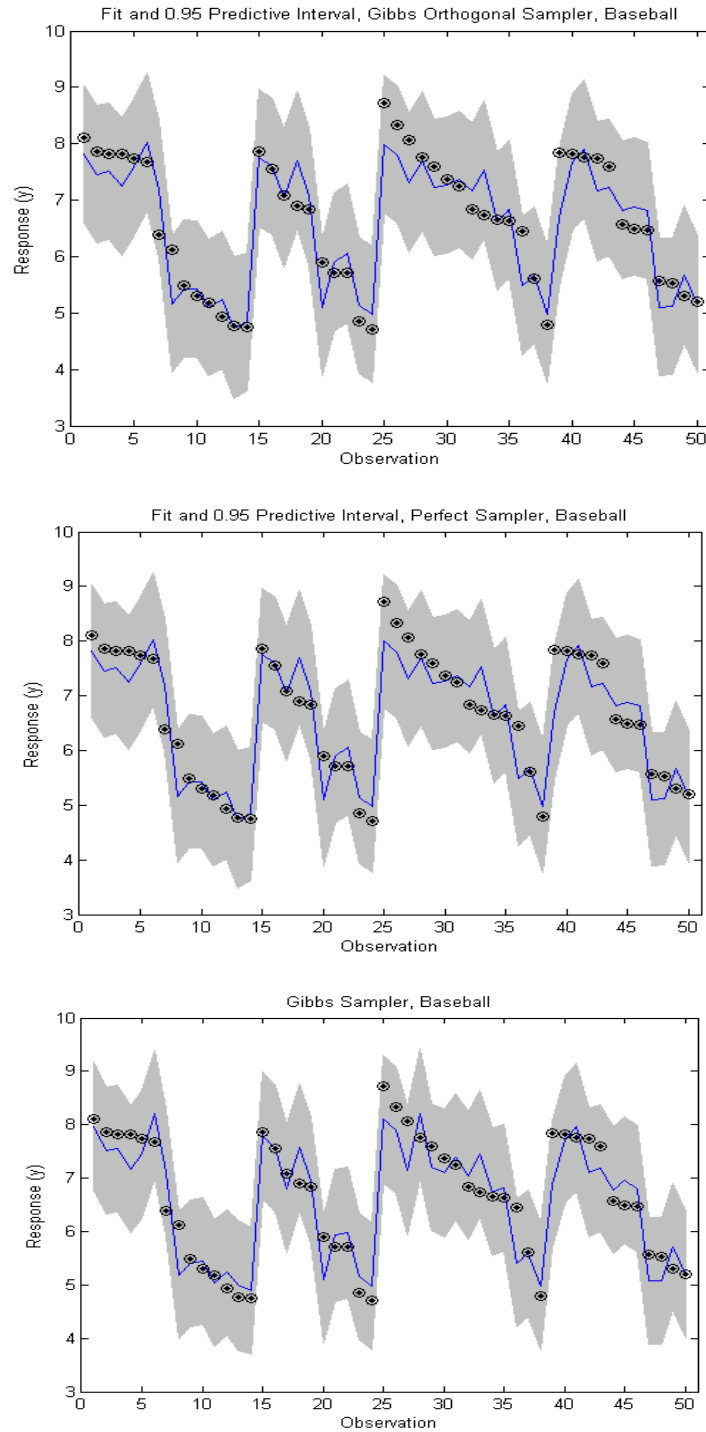 Fit and 0.95 Predictive Interval, Gibbs Orthogonal Sampler, Baseball
10
9
8
7
6
5
4
3
Response (y)
0 5 10 15 20 25 30 35 40 45 50
Observation
Fit and 0.95 Predictive Interval, Perfect Sampler, Baseball
10
9
8
7
6
5
4
3
Response (y)
0 5 10 15 20 25 30 35 40 45 50
Observation
Gibbs Sampler, Baseball
10
9
8
7
6
5
4
3
Response (y)
0 5 10 15 20 25 30 35 40 45 50
Observation